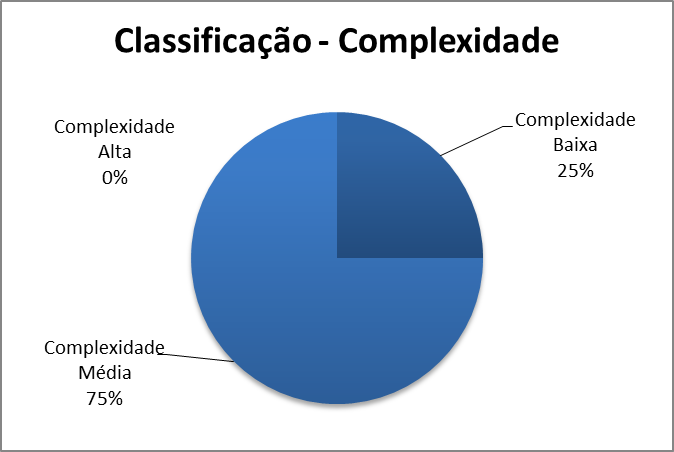 Classificação - Complexidade
Complexidade
Alta
0%
Complexidade
Baixa
25%
Complexidade
Média
75%